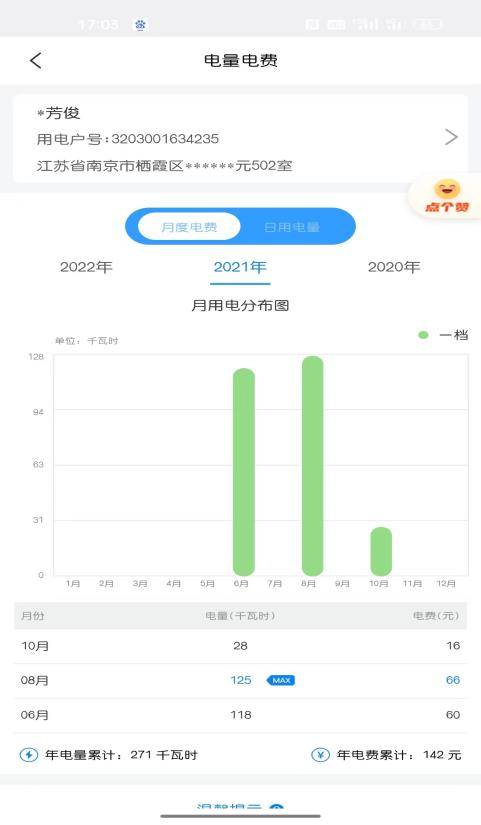 17:03
电量电费
*芳俊
用电户号:3203001634235
江苏省南京市栖霞区******元502室
点个赞
月度电费 日用电量
2022年 2021年 2020年
月用电分布图
单位：千瓦时 一档
128
94
63
31
0
1月 2月 3月 4月 5月 6月 7月 8月 9月 10月 11月 12月
月份 电量(千瓦时) 电费(元)
10月 28 16
08月 125 MAX 66
06月 118 60
年电量累计：271 千瓦时 年电费累计：142 元